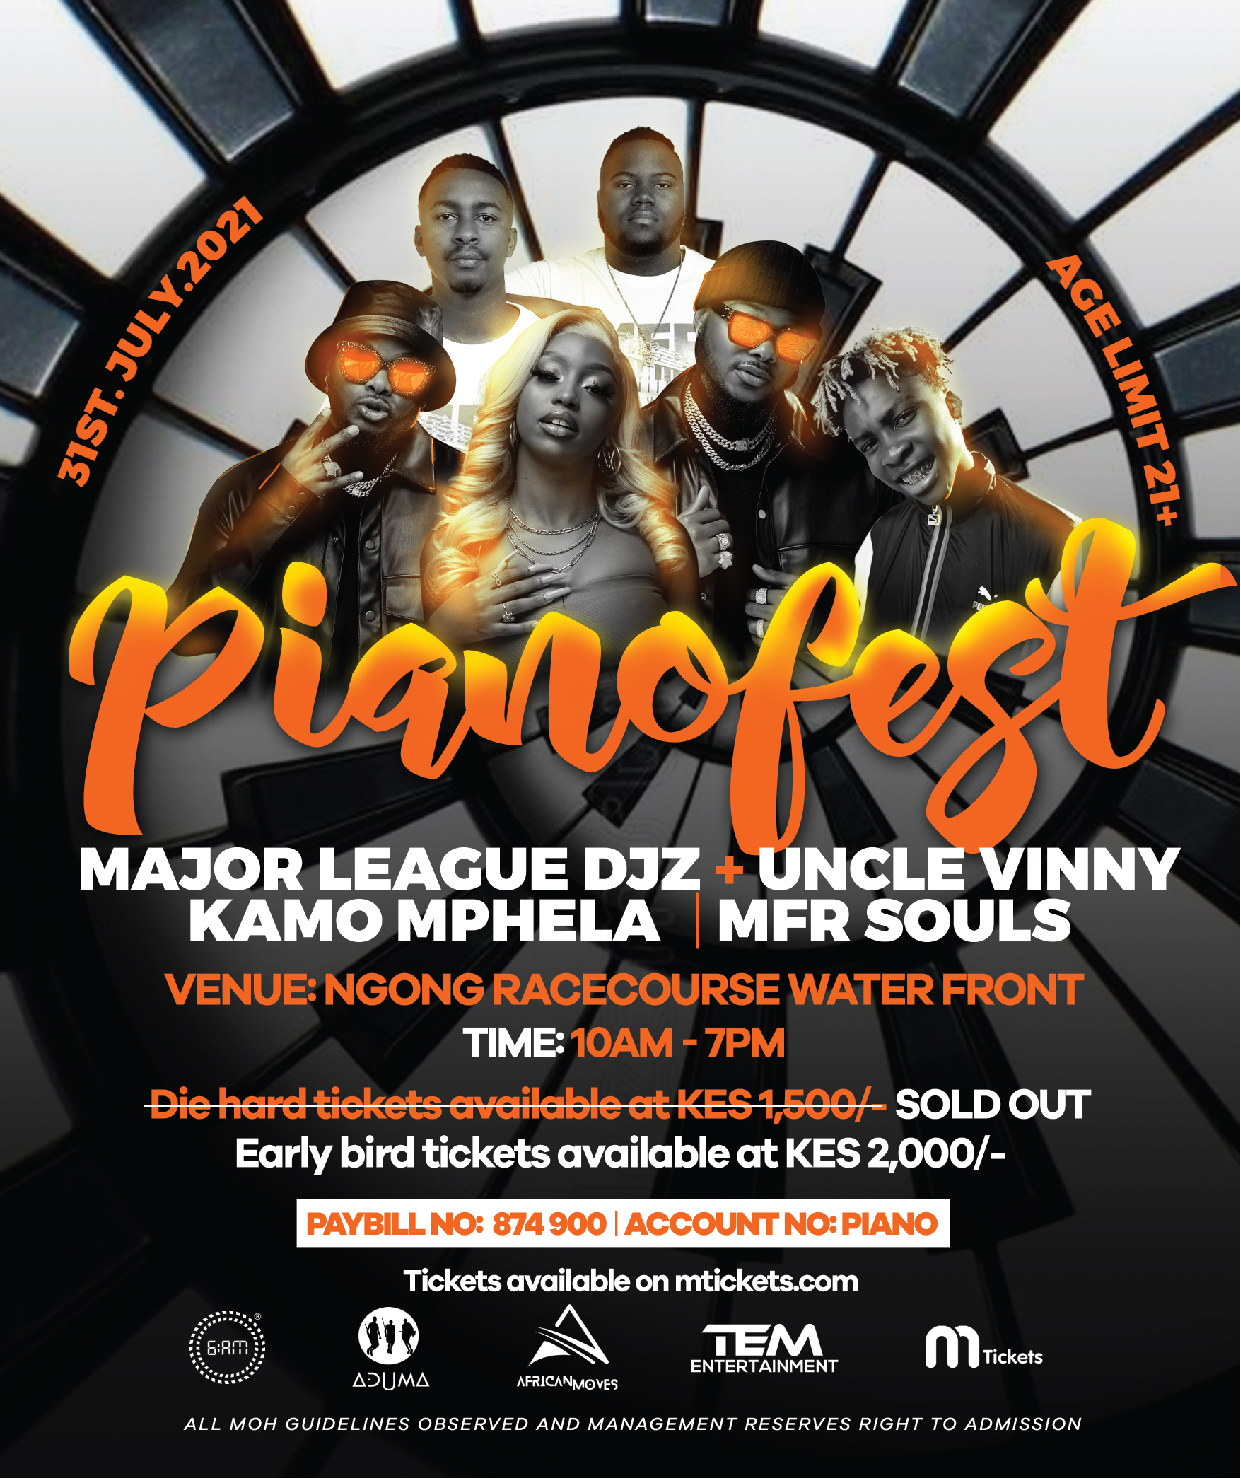 31ST. JULY.2021
AGE LIMIT 21+
Pianofest
MAJOR LEAGUE DJZ + UNCLE VINNY
KAMO MPHELA | MFR SOULS
VENUE: NGONG RACECOURSE WATER FRONT
TIME: 10AM - 7PM
Die hard tickets available at KES 1,500/- SOLD OUT
Early bird tickets available at KES 2,000/-
PAYBILL NO: 874 900 | ACCOUNT NO: PIANO
Tickets available on mtickets.com
6:AM ®
ADUMA
AFRICAN MOVES
TEM
ENTERTAINMENT
m Tickets
ALL MOH GUIDELINES OBSERVED AND MANAGEMENT RESERVES RIGHT TO ADMISSION